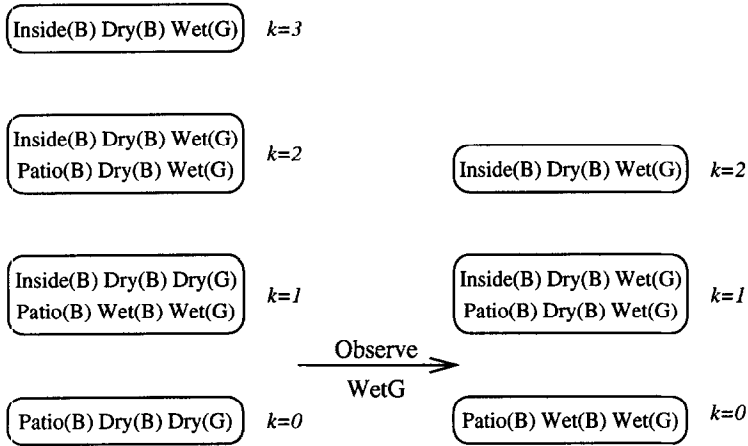 Inside(B) Dry(B) Wet(G) k=3
Inside(B) Dry(B) Wet(G)
Patio(B) Dry(B) Wet(G)
k=2
Inside(B) Dry(B) Dry(G)
Patio(B) Wet(B) Wet(G)
k=1
Patio(B) Dry(B) Dry(G) k=0
Observe
WetG
Inside(B) Dry(B) Wet(G) k=2
Inside(B) Dry(B) Wet(G)
Patio(B) Dry(B) Wet(G)
k=1
Patio(B) Wet(B) Wet(G) k=0